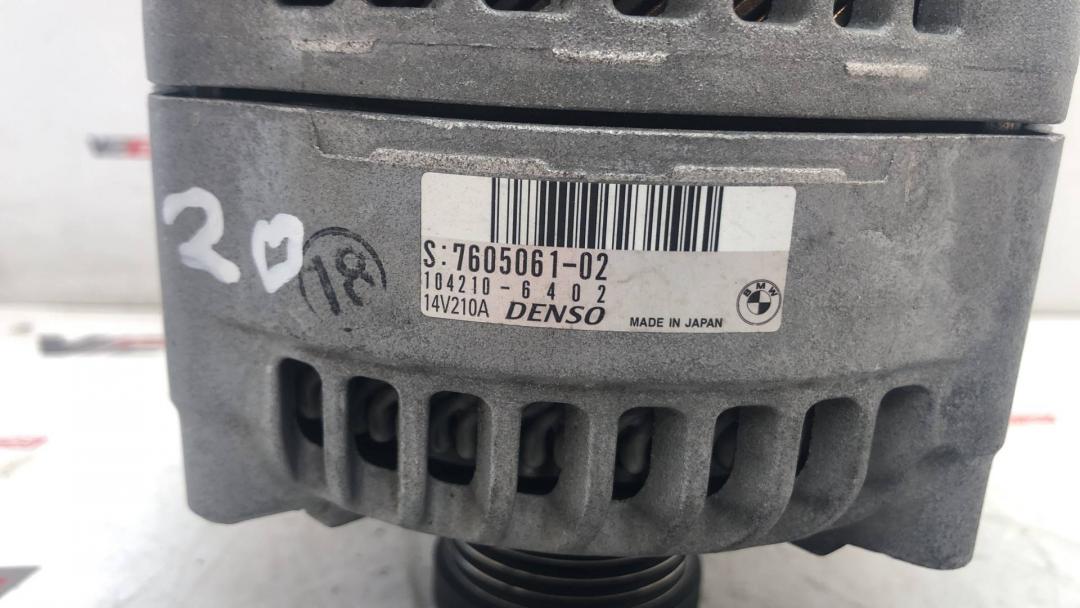 20
18
S:7605061-02
104210-6402
14V210A DENSO MADE IN JAPAN
BMW